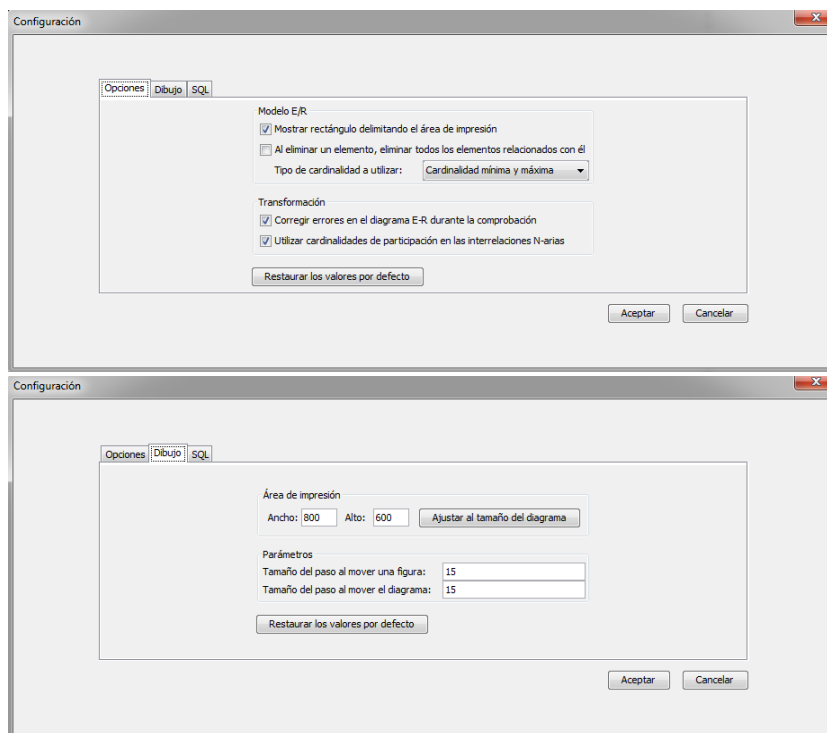 Configuración
x
Opciones Dibujo SQL
Modelo E/R
Mostrar rectángulo delimitando el área de impresión
Al eliminar un elemento, eliminar todos los elementos relacionados con él
Tipo de cardinalidad a utilizar: Cardinalidad mínima y máxima
Transformación
Corregir errores en el diagrama E-R durante la comprobación
Utilizar cardinalidades de participación en las interrelaciones N-arias
Restaurar los valores por defecto
Aceptar Cancelar
Configuración
x
Opciones Dibujo SQL
Área de impresión
Ancho: 800 Alto: 600 Ajustar al tamaño del diagrama
Parámetros
Tamaño del paso al mover una figura: 15
Tamaño del paso al mover el diagrama: 15
Restaurar los valores por defecto
Aceptar Cancelar